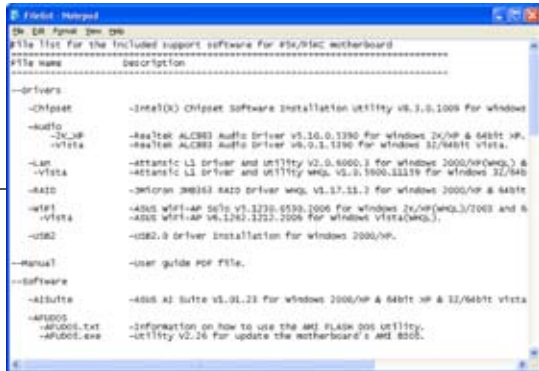 Filelist - Notepad
File Edit Format View Help
File list for the included support software for P5K/P5KC motherboard
File Name Description
--Drivers
-Chipset -Intel(R) Chipset Software Installation Utility V8.3.0.1009 for windows
-Audio
-2K_XP -Realtek ALC883 Audio Driver V5.10.0.5390 for windows 2K/XP & 64bit XP.
-Vista -Realtek ALC883 Audio Driver V6.0.1.5390 for windows 32/64bit Vista.
-Lan -Attansic L1 Driver and Utility V2.0.6000.3 for windows 2000/XP(WHQL) &
-Vista -Attansic L1 Driver and Utility WHQL V1.0.5600.11159 for windows 32/64b
-RAID -JMicron JMB363 RAID Driver WHQL V1.17.11.2 for windows 2000/XP & 64bit
-WiFi -ASUS WiFi-AP Solo V5.1230.0530.2006 for windows 2K/XP(WHQL)/2003 and 6
-Vista -ASUS WiFi-AP V6.1262.1212.2006 for windows Vista(WHQL).
-USB2 -USB2.0 Driver Installation for windows 2000/XP.
--Manual -User guide PDF file.
--Software
-AISuite -ASUS AI Suite V1.01.23 for windows 2000/XP & 64bit XP & 32/64bit Vista
-AFUDOS
-AFUDOS.txt -Information on how to use the AMI FLASH DOS utility.
-AFUDOS.exe -Utility V2.26 for update the motherboard's AMI BIOS.